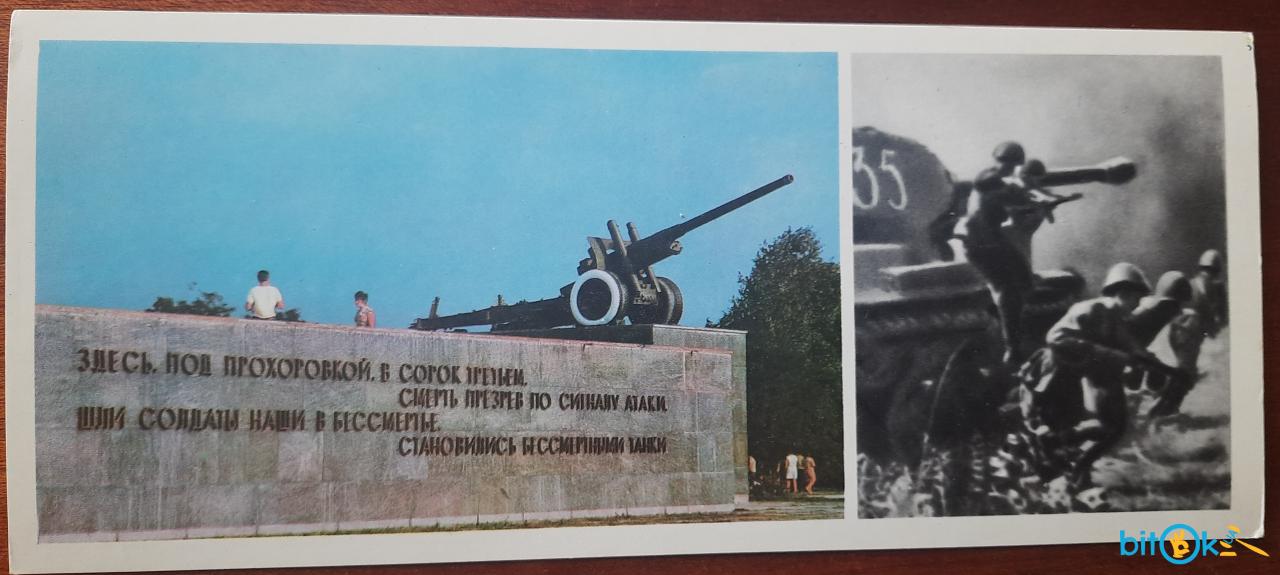 ЗДЕСЬ, ПОД ПРОХОРОВКОЙ, В СОРОК ТРЕТЬЕМ,
СМЕРТЬ ПРЕЗРЕВ ПО СИГНАЛУ АТАКИ,
ШЛИ СОЛДАТЫ НАШИ В БЕССМЕРТЬЕ,
СТАНОВИЛИСЬ БЕССМЕРТНЫМИ ТАНКИ
35
bitOk